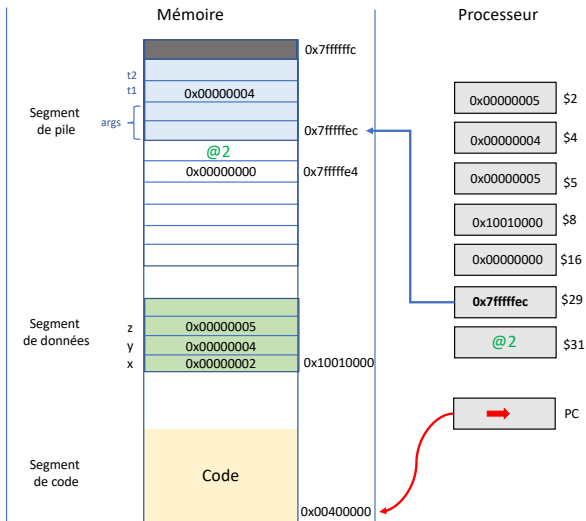 Mémoire
Processeur
0x7ffffffc
t2
t1
0x00000004
Segment
de pile
args
0x7fffffec
@2
0x00000000
0x7fffffe4
0x00000005
$2
0x00000004
$4
0x00000005
$5
0x10010000
$8
0x00000000
$16
0x7fffffec
$29
@2
$31
Segment
de données
z
0x00000005
y
0x00000004
x
0x00000002
0x10010000
PC
Segment
de code
Code
0x00400000